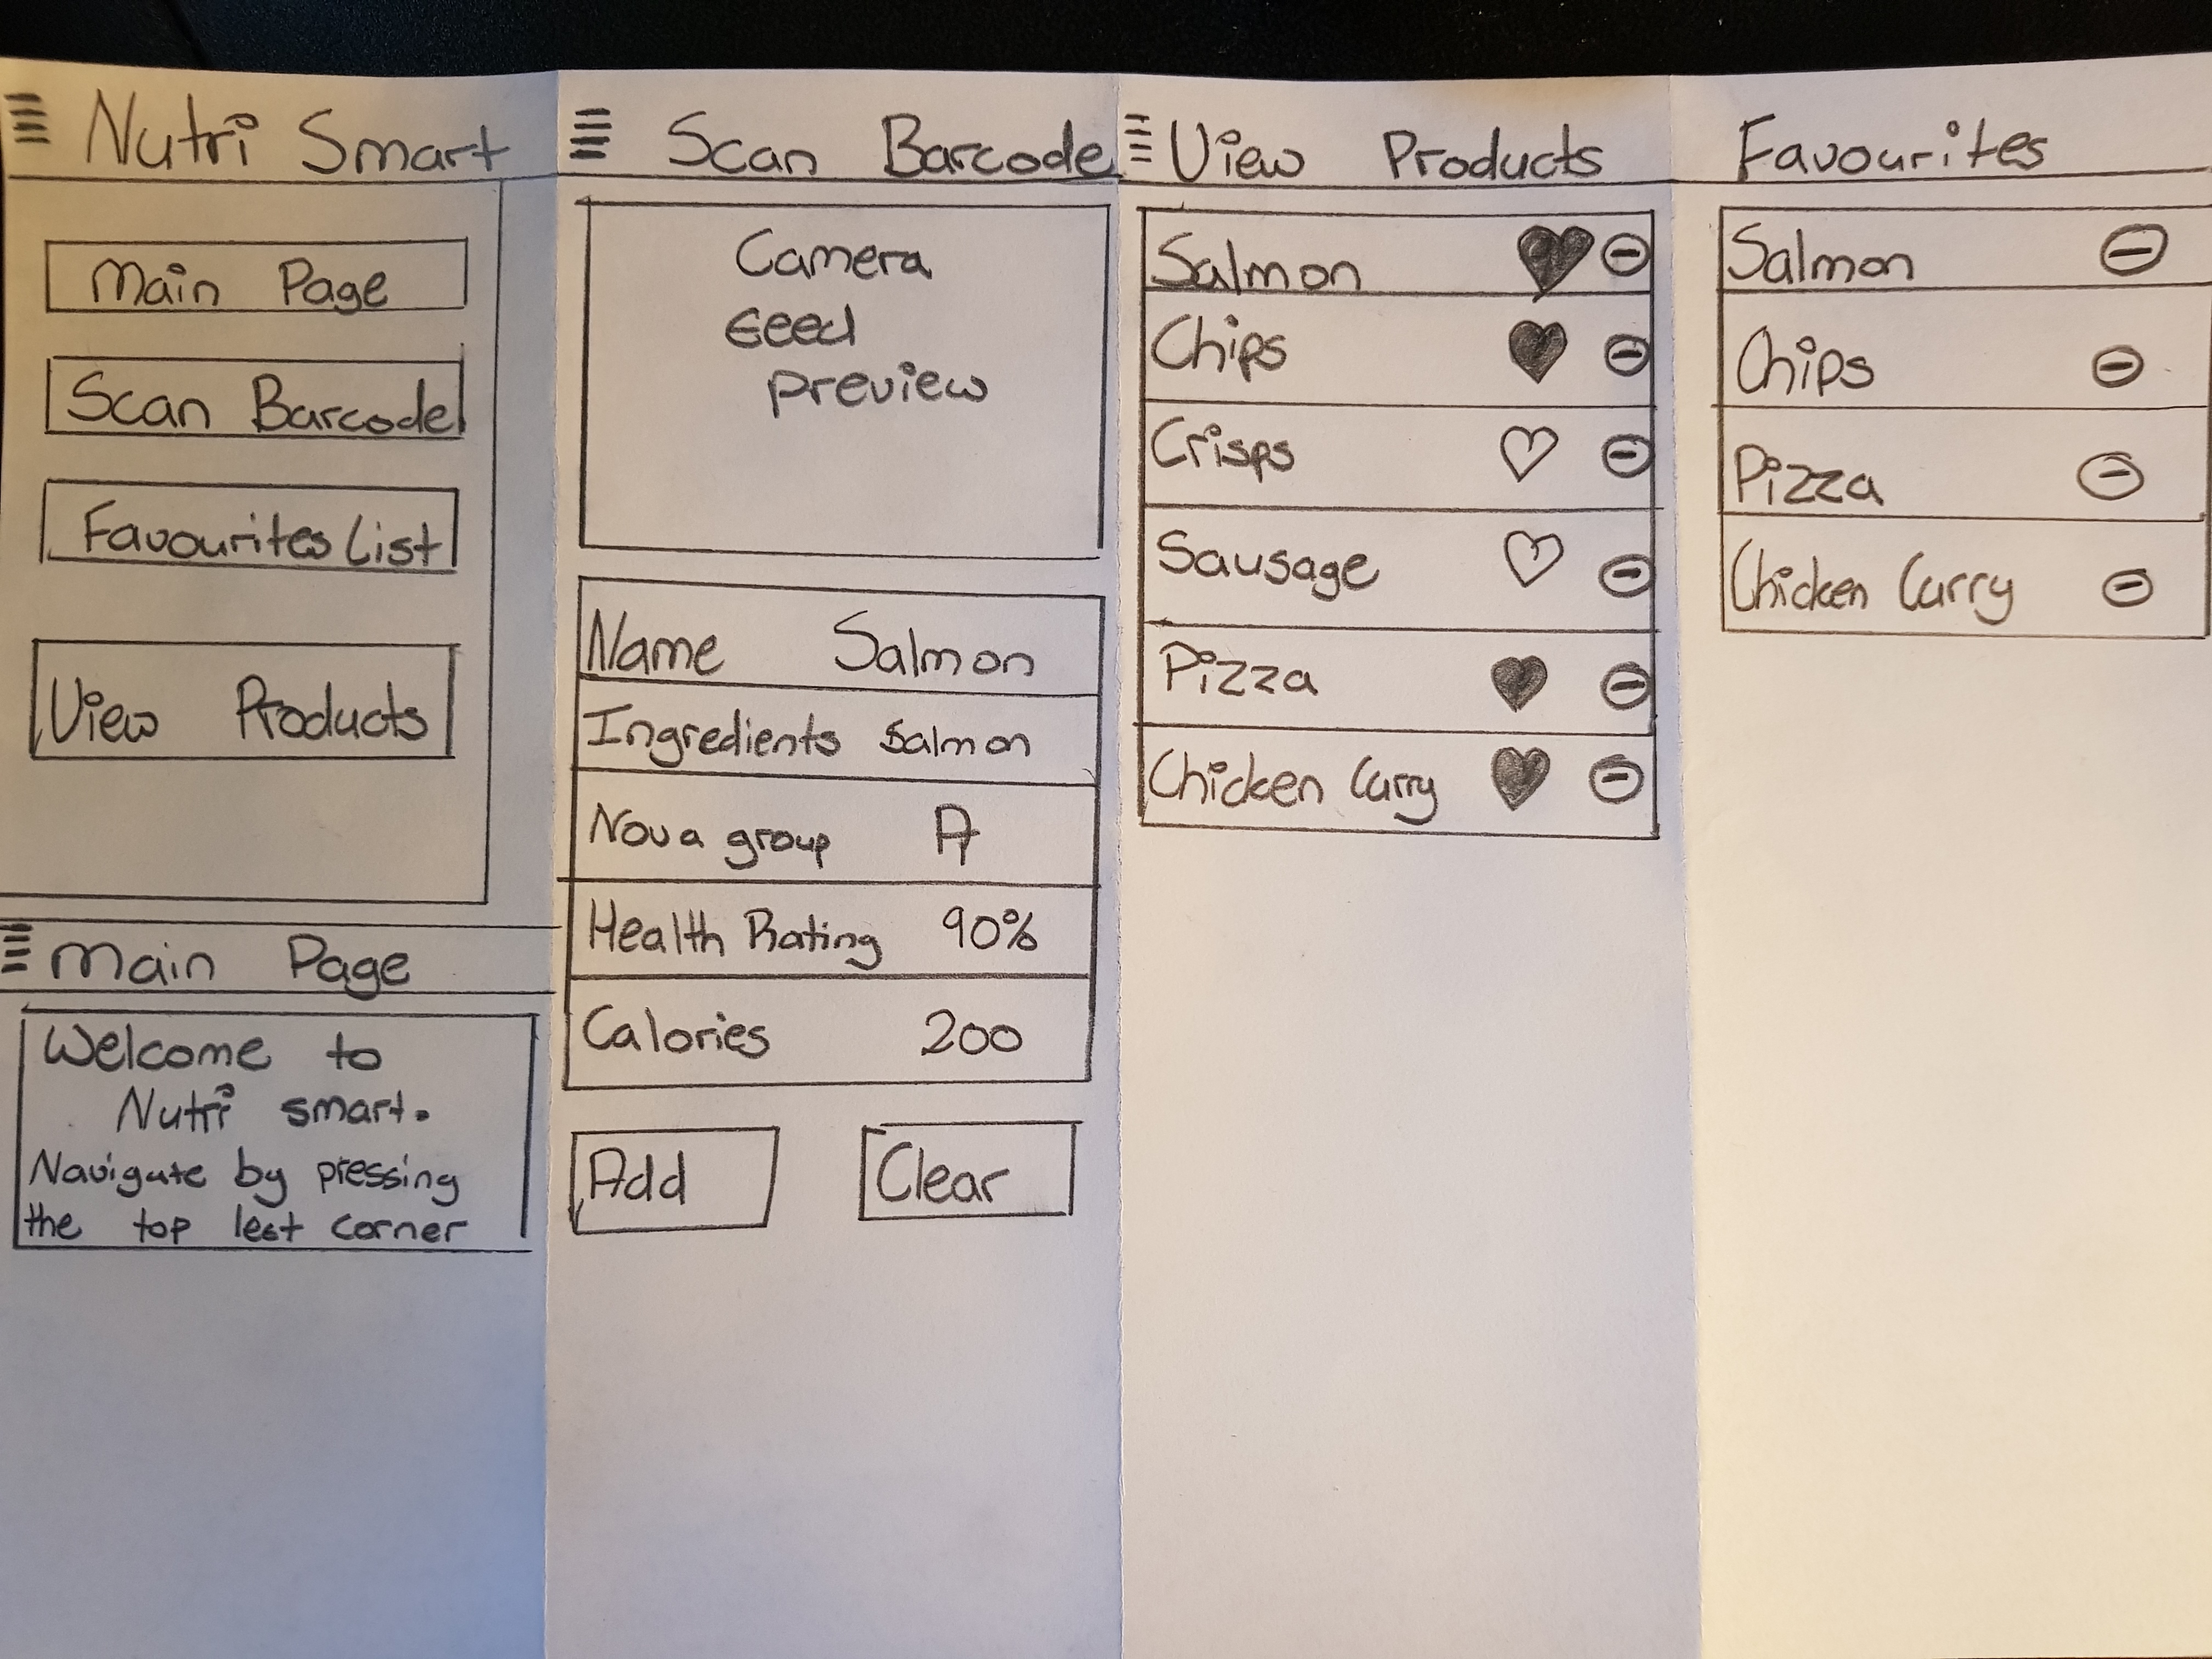 Nutri Smart
Main Page
Scan Barcode
Favourites List
View Products
Main Page
Welcome to
Nutri smart.
Navigate by pressing
the top left corner
Scan Barcode
Camera
feed
preview
Name Salmon
Ingredients Salmon
Nova group A
Health Rating 90%
Calories 200
Add Clear
View Products
Salmon
Chips
Crisps
Sausage
Pizza
Chicken Curry
Favourites
Salmon
Chips
Pizza
Chicken Curry